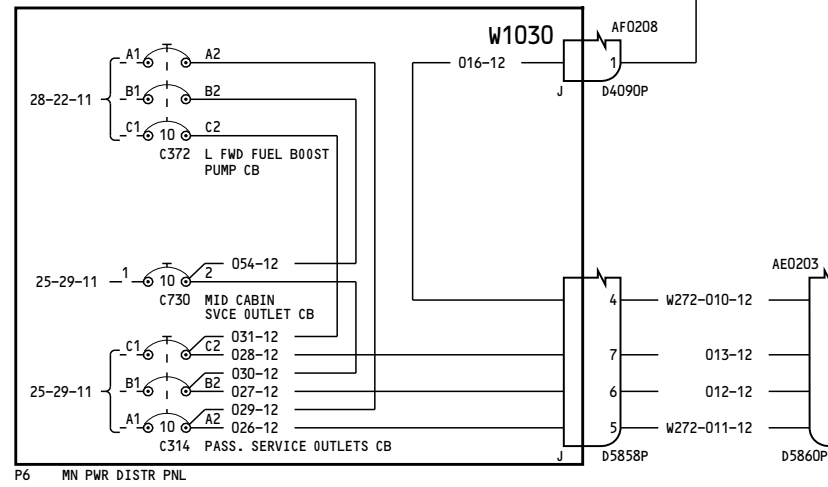 W1030
AF0208
A1 A2
016-12
1
J D4090P
28-22-11
B1 B2
C1 10 C2
C372 L FWD FUEL BOOST
PUMP CB
054-12
AE0203
25-29-11 1 10 2
C730 MID CABIN
SVCE OUTLET CB
4 W272-010-12
031-12
C1 C2 028-12
7 013-12
030-12
25-29-11 B1 B2 027-12
6 012-12
029-12
A1 10 A2 026-12
5 W272-011-12
C314 PASS. SERVICE OUTLETS CB
J D5858P
D5860P
P6 MN PWR DISTR PNL